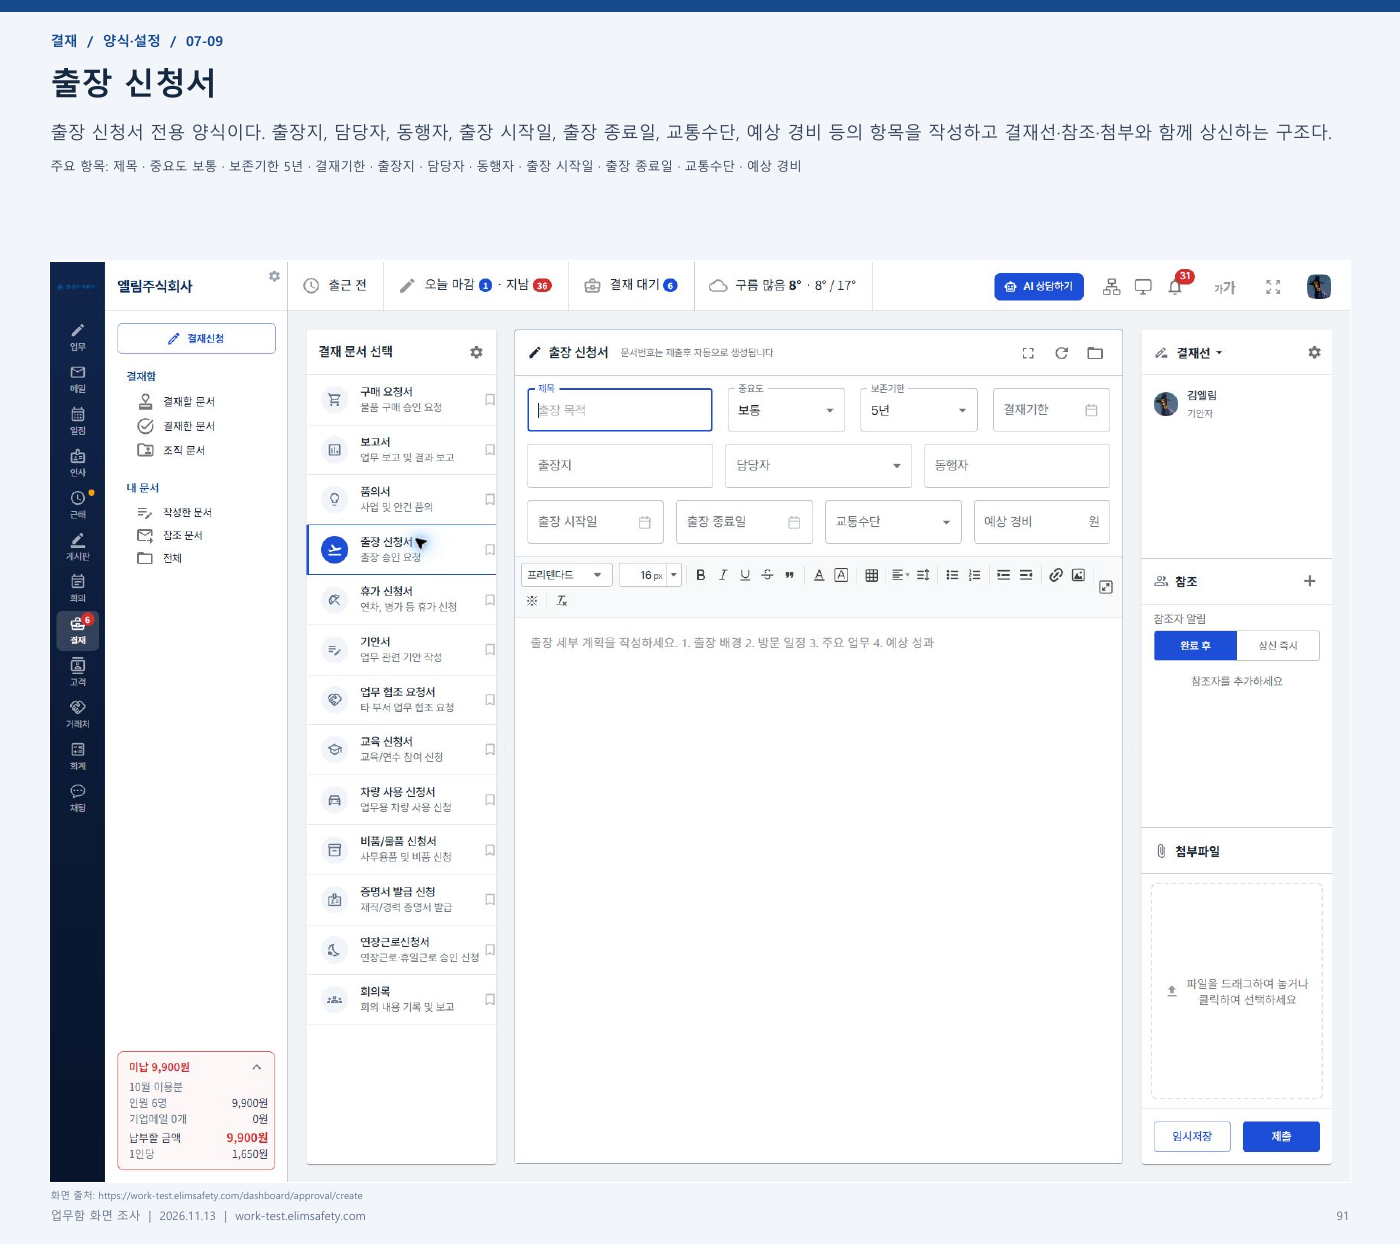 결재 / 양식·설정 / 07-09
출장 신청서
출장 신청서 전용 양식이다. 출장지, 담당자, 동행자, 출장 시작일, 출장 종료일, 교통수단, 예상 경비 등의 항목을 작성하고 결재선·참조·첨부와 함께 상신하는 구조다.
주요 항목: 제목 · 중요도 보통 · 보존기한 5년 · 결재기한 · 출장지 · 담당자 · 동행자 · 출장 시작일 · 출장 종료일 · 교통수단 · 예상 경비
업무
메일
일정
인사
근태
게시판
회의
6
결재
고객
거래처
회계
채팅
엘림주식회사
결재신청
결재함
결재할 문서
결재한 문서
조직 문서
내 문서
작성한 문서
참조 문서
전체
미납 9,900원
10월 이용분
인원 6명 9,900원
기업메일 0개 0원
납부할 금액 9,900원
1인당 1,650원
출근 전
오늘 마감 1 · 지남 36
결재 대기 6
구름 많음 8° · 8° / 17°
AI 상담하기
31
가가
결재 문서 선택
구매 요청서
물품 구매 승인 요청
보고서
업무 보고 및 결과 보고
품의서
사업 및 안건 품의
출장 신청서
출장 승인 요청
휴가 신청서
연차, 병가 등 휴가 신청
기안서
업무 관련 기안 작성
업무 협조 요청서
타 부서 업무 협조 요청
교육 신청서
교육/연수 참여 신청
차량 사용 신청서
업무용 차량 사용 신청
비품/물품 신청서
사무용품 및 비품 신청
증명서 발급 신청
재직/경력 증명서 발급
연장근로신청서
연장근로·휴일근로 승인 신청
회의록
회의 내용 기록 및 보고
출장 신청서 문서번호는 제출후 자동으로 생성됩니다
제목
출장 목적
중요도
보통
보존기한
5년
결재기한
출장지
담당자
동행자
출장 시작일
출장 종료일
교통수단
예상 경비 원
프리텐다드
16 px
출장 세부 계획을 작성하세요. 1. 출장 배경 2. 방문 일정 3. 주요 업무 4. 예상 성과
결재선
김엘림
기안자
참조
참조자 알림
완료 후
상신 즉시
참조자를 추가하세요
첨부파일
파일을 드래그하여 놓거나
클릭하여 선택하세요
임시저장
제출
화면 출처: https://work-test.elimsafety.com/dashboard/approval/create
업무함 화면 조사 | 2026.11.13 | work-test.elimsafety.com
91